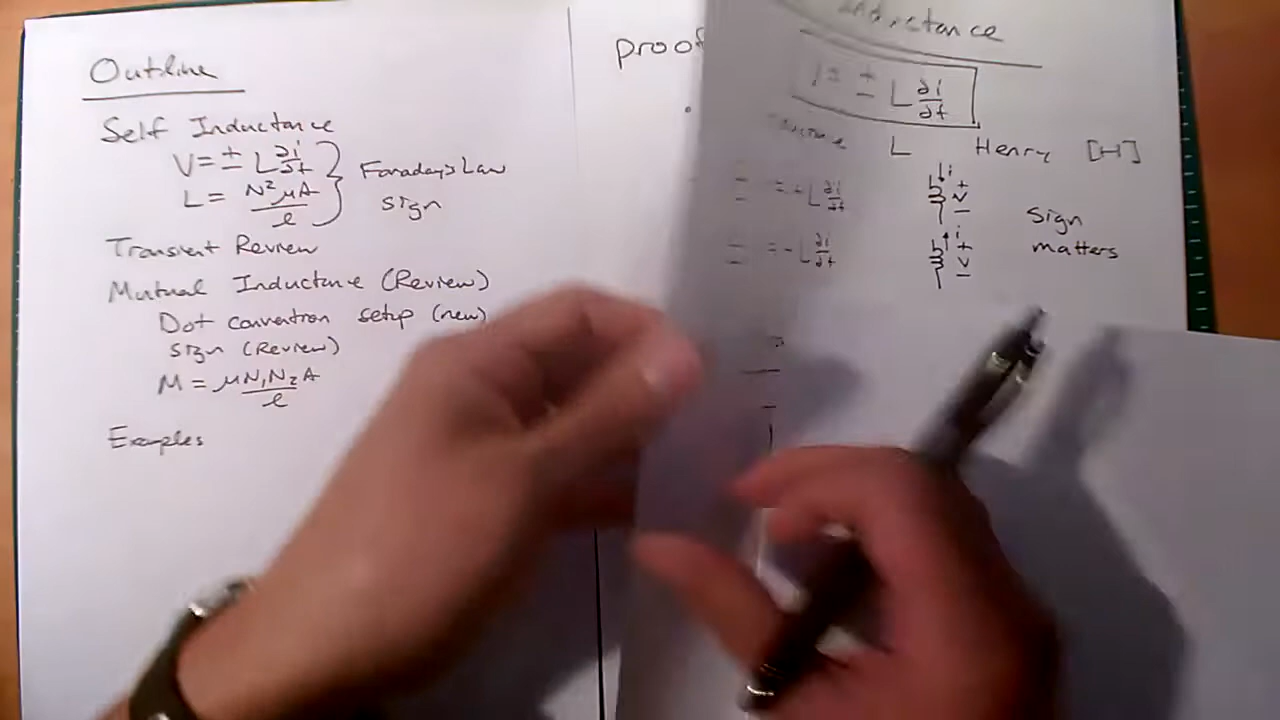 Outline
Self Inductance
V = ± L ∂i/∂t } Faraday's Law
L = N²μA/ℓ } sign
Transient Review
Mutual Inductance (Review)
Dot convention setup (new)
sign (Review)
M = μN₁N₂A/ℓ
Examples
proof
inductance
= ± L ∂i/∂t
L Henry [H]
= + L ∂i/∂t i + v -
= - L ∂i/∂t i + v -
Sign
matters